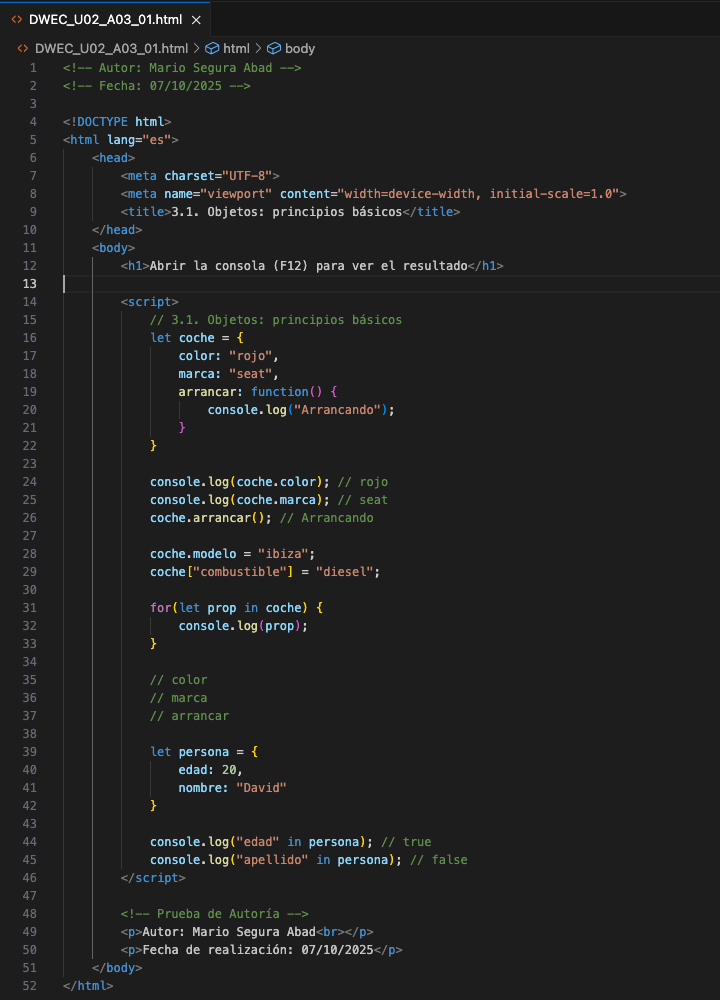 DWEC_U02_A03_01.html
DWEC_U02_A03_01.html > html > body
1 <!-- Autor: Mario Segura Abad -->
2 <!-- Fecha: 07/10/2025 -->
3
4 <!DOCTYPE html>
5 <html lang="es">
6     <head>
7         <meta charset="UTF-8">
8         <meta name="viewport" content="width=device-width, initial-scale=1.0">
9         <title>3.1. Objetos: principios básicos</title>
10     </head>
11     <body>
12         <h1>Abrir la consola (F12) para ver el resultado</h1>
13
14         <script>
15             // 3.1. Objetos: principios básicos
16             let coche = {
17                 color: "rojo",
18                 marca: "seat",
19                 arrancar: function() {
20                     console.log("Arrancando");
21                 }
22             }
23
24             console.log(coche.color); // rojo
25             console.log(coche.marca); // seat
26             coche.arrancar(); // Arrancando
27
28             coche.modelo = "ibiza";
29             coche["combustible"] = "diesel";
30
31             for(let prop in coche) {
32                 console.log(prop);
33             }
34
35             // color
36             // marca
37             // arrancar
38
39             let persona = {
40                 edad: 20,
41                 nombre: "David"
42             }
43
44             console.log("edad" in persona); // true
45             console.log("apellido" in persona); // false
46         </script>
47
48         <!-- Prueba de Autoría -->
49         <p>Autor: Mario Segura Abad<br></p>
50         <p>Fecha de realización: 07/10/2025</p>
51     </body>
52 </html>